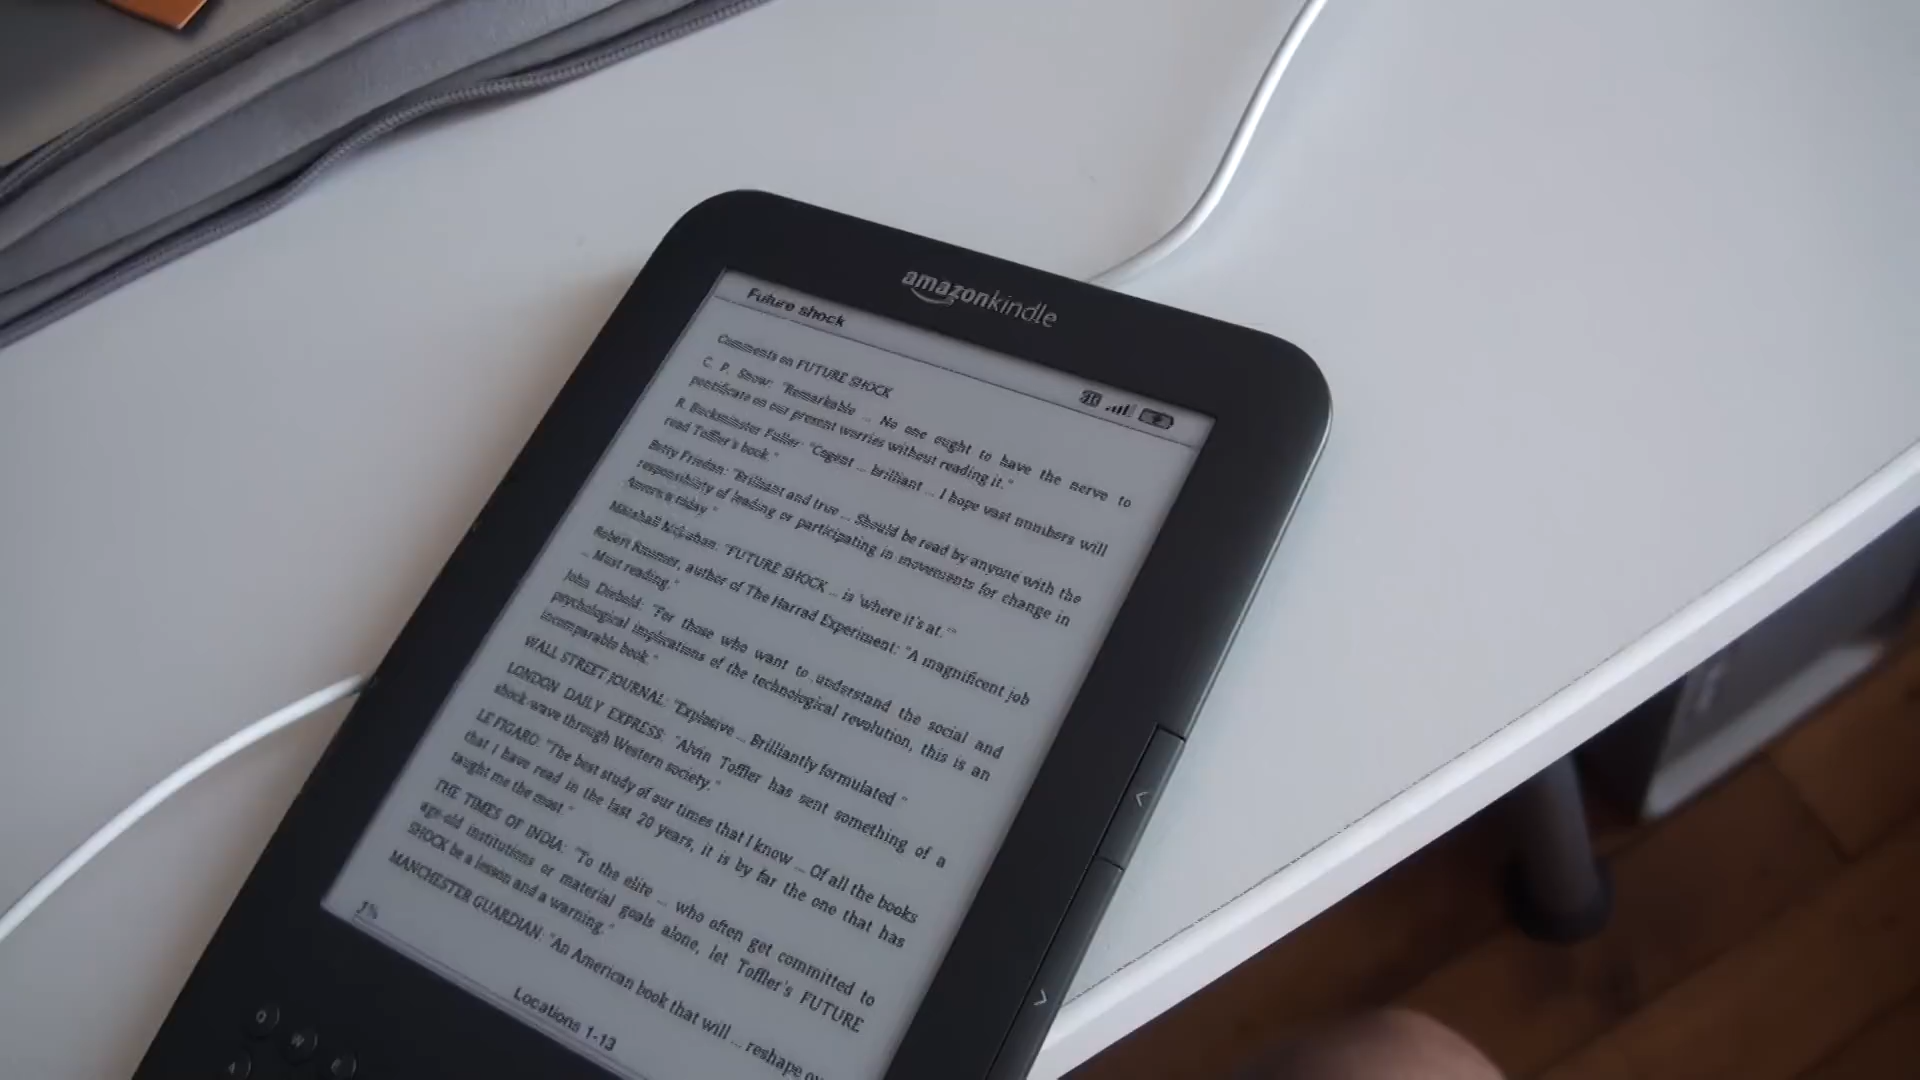 amazonkindle
Future shock
3G
Comments on FUTURE SHOCK
C. P. Snow: "Remarkable ... No one ought to have the nerve to
pontificate on our present worries without reading it."
R. Buckminster Fuller: "Cogent ... brilliant ... I hope vast numbers will
read Toffler's book."
Betty Friedan: "Brilliant and true ... Should be read by anyone with the
responsibility of leading or participating in movements for change in
America today."
Marshall McLuhan: "FUTURE SHOCK ... is 'where it's at.'"
Robert Rimmer, author of The Harrad Experiment: "A magnificent job
... Must reading."
John Diebold: "For those who want to understand the social and
psychological implications of the technological revolution, this is an
incomparable book."
WALL STREET JOURNAL: "Explosive ... Brilliantly formulated."
LONDON DAILY EXPRESS: "Alvin Toffler has sent something of a
shock-wave through Western society."
LE FIGARO: "The best study of our times that I know ... Of all the books
that I have read in the last 20 years, it is by far the one that has
taught me the most."
THE TIMES OF INDIA: "To the elite ... who often get committed to
age-old institutions or material goals alone, let Toffler's FUTURE
SHOCK be a lesson and a warning."
MANCHESTER GUARDIAN: "An American book that will ... reshape ou
1%
Locations 1-13
Q W E
A